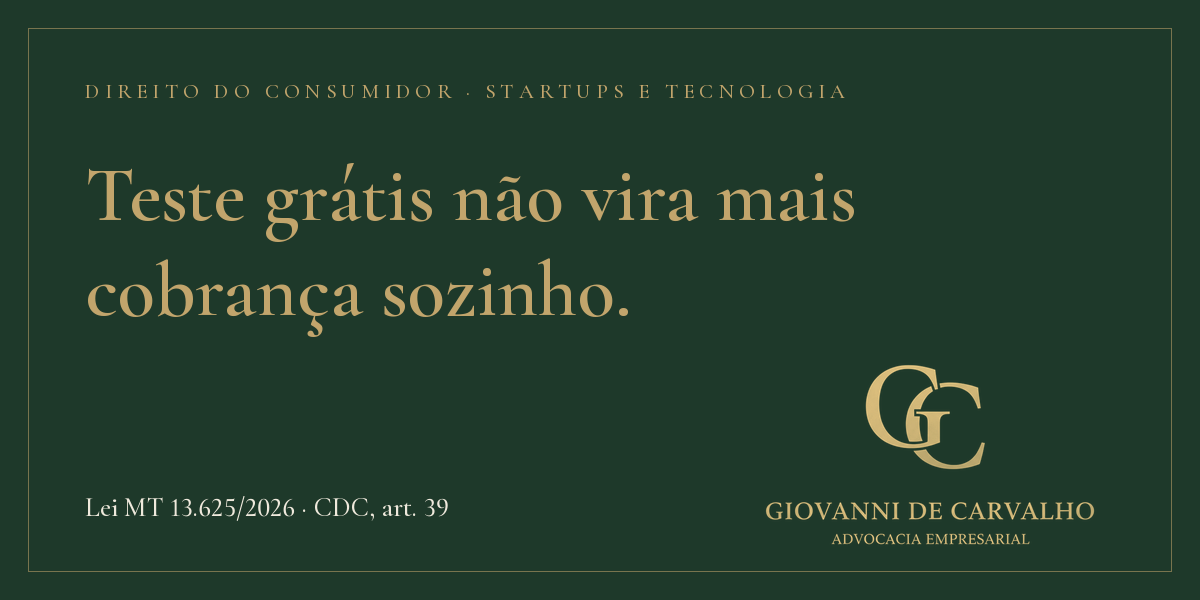 DIREITO DO CONSUMIDOR · STARTUPS E TECNOLOGIA
Teste grátis não vira mais
cobrança sozinho.
Lei MT 13.625/2026 · CDC, art. 39
GC
GIOVANNI DE CARVALHO
ADVOCACIA EMPRESARIAL